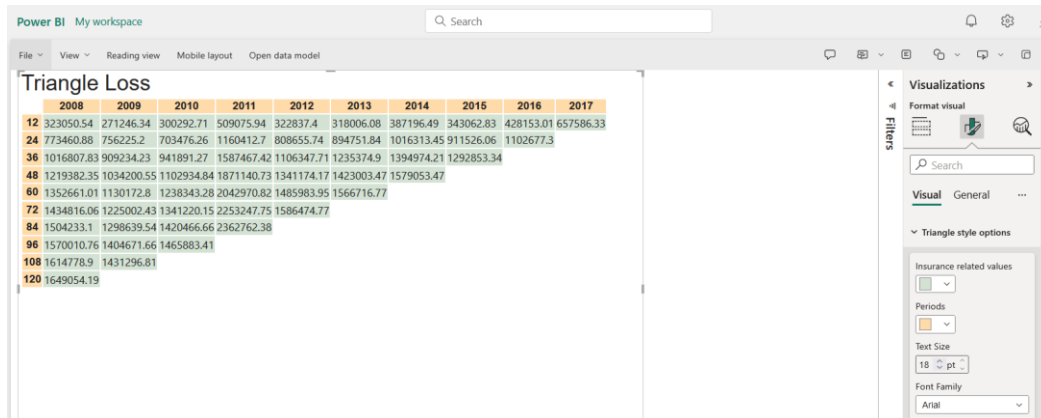 Power BI My workspace Search
File View Reading view Mobile layout Open data model
Triangle Loss
2008 2009 2010 2011 2012 2013 2014 2015 2016 2017
12 323050.54 271246.34 300292.71 509075.94 322837.4 318006.08 387196.49 343062.83 428153.01 657586.33
24 773460.88 756225.2 703476.26 1160412.7 808655.74 894751.84 1016313.45 911526.06 1102677.3
36 1016807.83 909234.23 941891.27 1587467.42 1106347.71 1235374.9 1394974.21 1292853.34
48 1219382.35 1034200.55 1102934.84 1871140.73 1341174.17 1423003.47 1579053.47
60 1352661.01 1130172.8 1238343.28 2042970.82 1485983.95 1566716.77
72 1434816.06 1225002.43 1341220.15 2253247.75 1586474.77
84 1504233.1 1298639.54 1420466.66 2362762.38
96 1570010.76 1404671.66 1465883.41
108 1614778.9 1431296.81
120 1649054.19
Filters
Visualizations
Format visual
Search
Visual General
Triangle style options
Insurance related values
Periods
Text Size
18 pt
Font Family
Arial